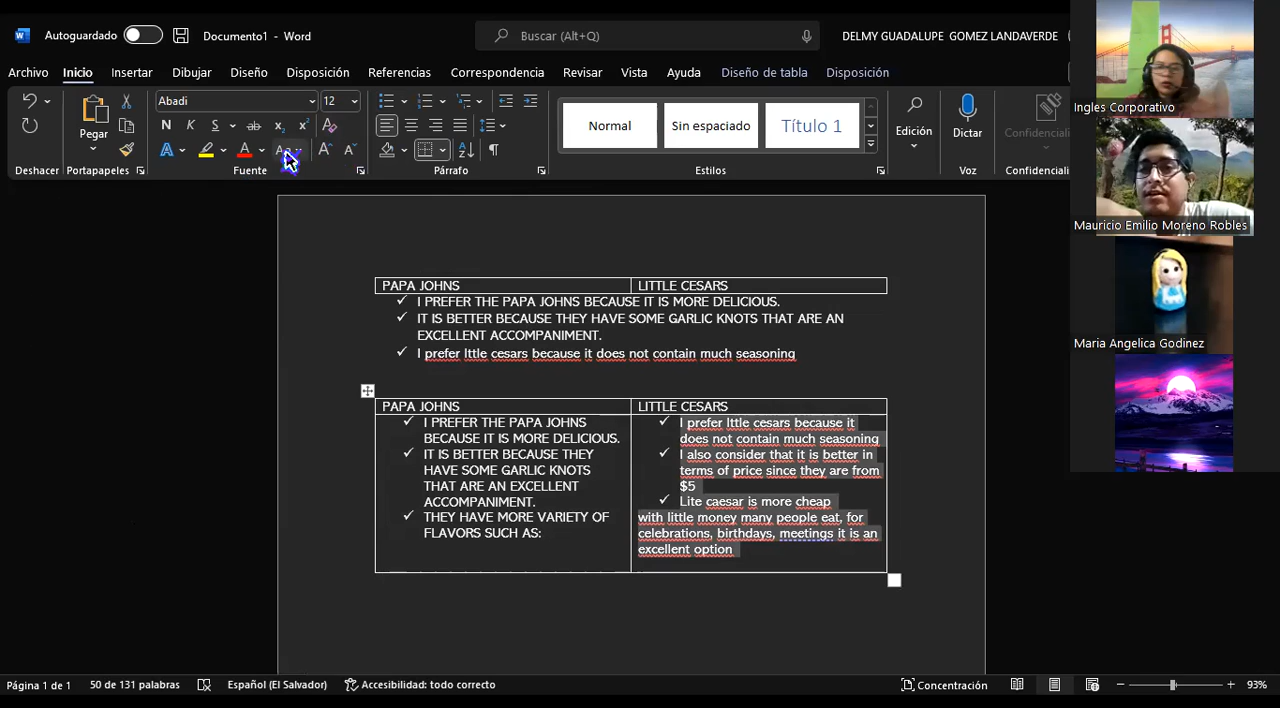 Autoguardado
Documento1 - Word
Buscar (Alt+Q)
DELMY GUADALUPE GOMEZ LANDAVERDE
Archivo Inicio Insertar Dibujar Diseño Disposición Referencias Correspondencia Revisar Vista Ayuda Diseño de tabla Disposición
Abadi 12
Pegar
N K S ab x₂ x²
A A Aa A A
Normal
Sin espaciado
Título 1
Edición
Dictar
Confidencialid
Deshacer Portapapeles Fuente Párrafo Estilos Voz Confidenciali
PAPA JOHNS LITTLE CESARS
I PREFER THE PAPA JOHNS BECAUSE IT IS MORE DELICIOUS.
IT IS BETTER BECAUSE THEY HAVE SOME GARLIC KNOTS THAT ARE AN
EXCELLENT ACCOMPANIMENT.
I prefer lttle cesars because it does not contain much seasoning
PAPA JOHNS
I PREFER THE PAPA JOHNS
BECAUSE IT IS MORE DELICIOUS.
IT IS BETTER BECAUSE THEY
HAVE SOME GARLIC KNOTS
THAT ARE AN EXCELLENT
ACCOMPANIMENT.
THEY HAVE MORE VARIETY OF
FLAVORS SUCH AS:
LITTLE CESARS
I prefer lttle cesars because it
does not contain much seasoning
I also consider that it is better in
terms of price since they are from
$5
Lite caesar is more cheap
with little money many people eat, for
celebrations, birthdays, meetings it is an
excellent option
Ingles Corporativo
Mauricio Emilio Moreno Robles
Maria Angelica Godinez
Página 1 de 1 50 de 131 palabras Español (El Salvador) Accesibilidad: todo correcto Concentración 93%